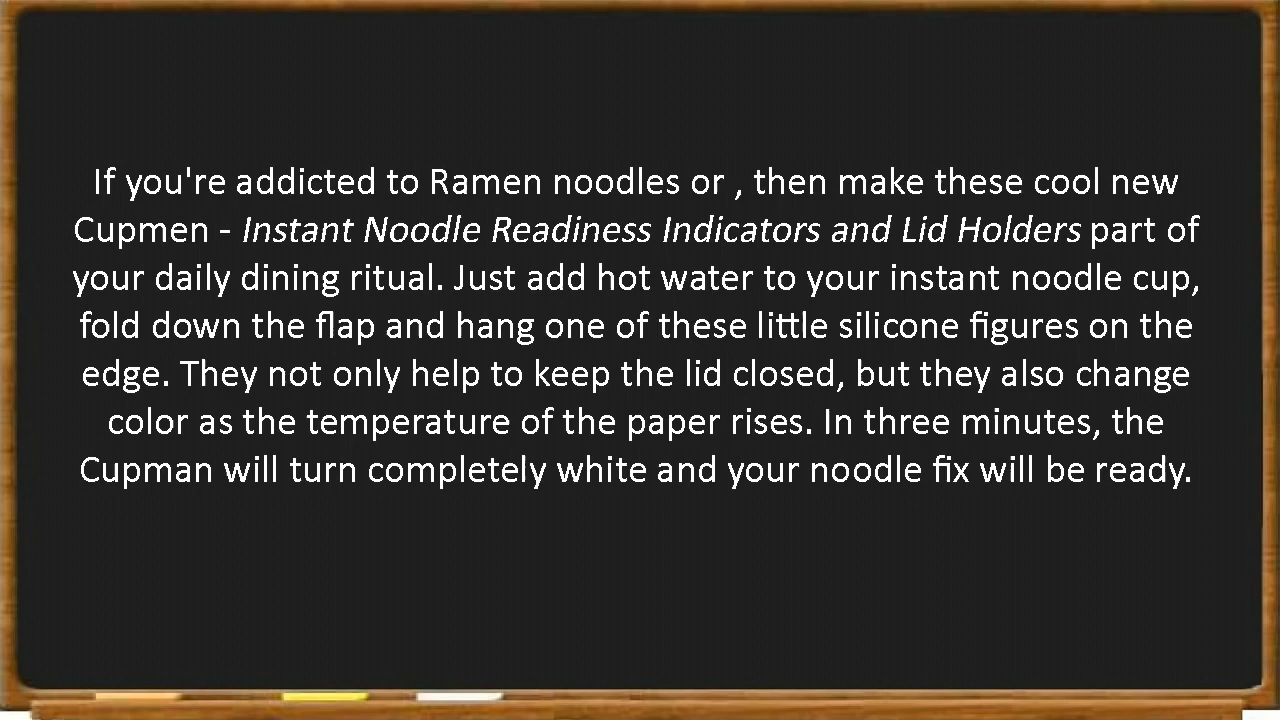 If you're addicted to Ramen noodles or , then make these cool new
Cupmen - Instant Noodle Readiness Indicators and Lid Holders part of
your daily dining ritual. Just add hot water to your instant noodle cup,
fold down the flap and hang one of these little silicone figures on the
edge. They not only help to keep the lid closed, but they also change
color as the temperature of the paper rises. In three minutes, the
Cupman will turn completely white and your noodle fix will be ready.